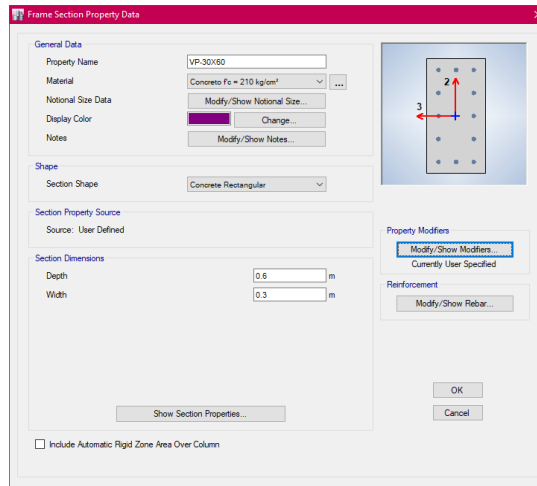 Frame Section Property Data
General Data
Property Name
VP-30X60
Material
Concreto f'c = 210 kg/cm²
...
Notional Size Data
Modify/Show Notional Size...
Display Color
Change...
Notes
Modify/Show Notes...
2
3
Shape
Section Shape
Concrete Rectangular
Section Property Source
Source: User Defined
Property Modifiers
Modify/Show Modifiers...
Currently User Specified
Section Dimensions
Depth
0.6
m
Width
0.3
m
Reinforcement
Modify/Show Rebar...
Show Section Properties...
OK
Cancel
Include Automatic Rigid Zone Area Over Column